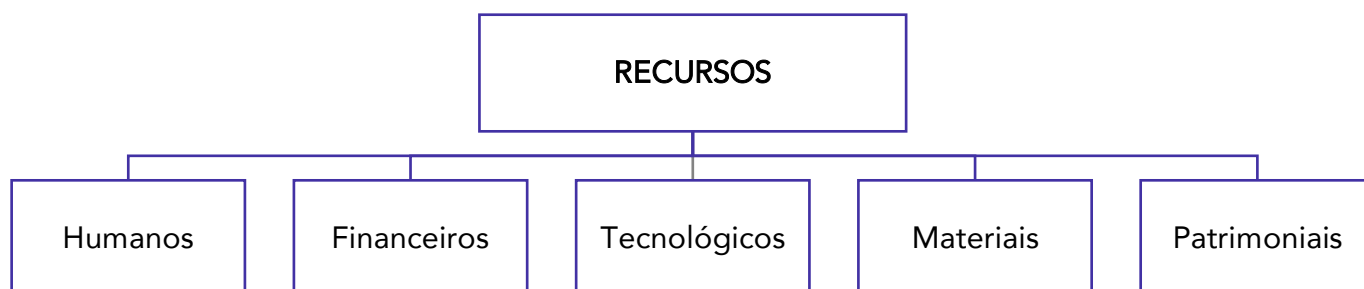 RECURSOS
Humanos
Financeiros
Tecnológicos
Materiais
Patrimoniais